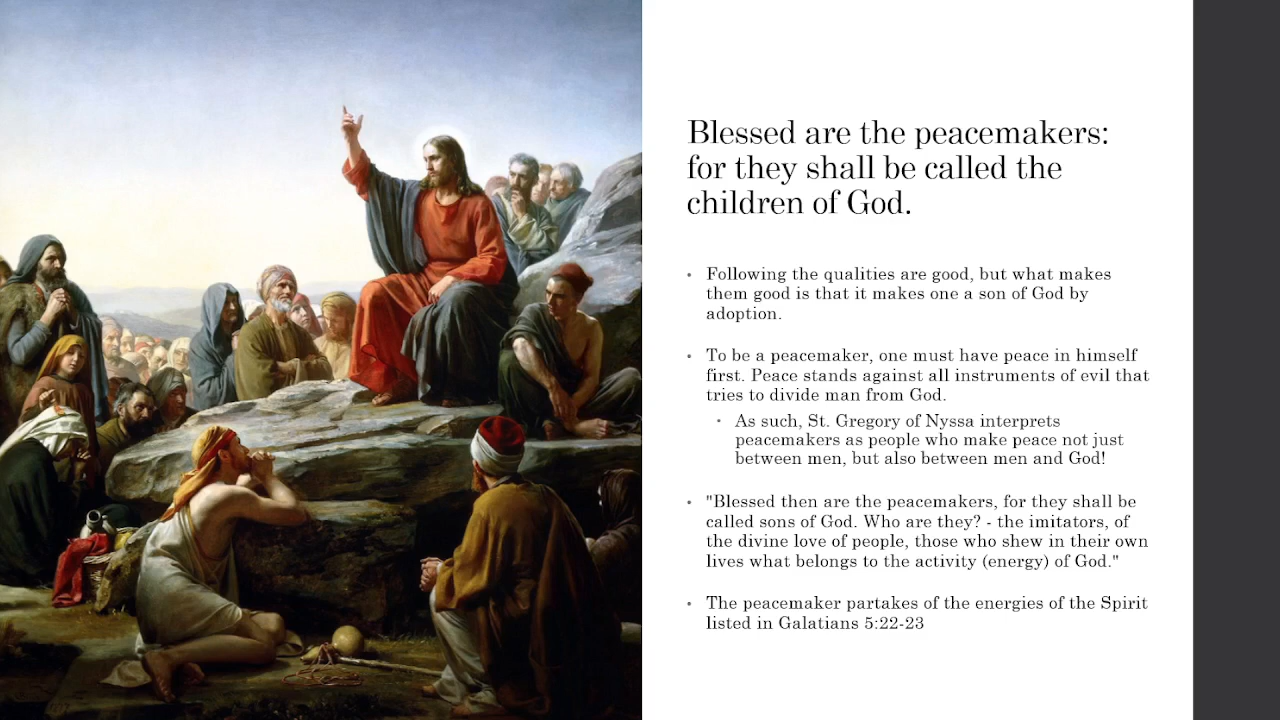 Blessed are the peacemakers:
for they shall be called the
children of God.
• Following the qualities are good, but what makes
them good is that it makes one a son of God by
adoption.
• To be a peacemaker, one must have peace in himself
first. Peace stands against all instruments of evil that
tries to divide man from God.
• As such, St. Gregory of Nyssa interprets
peacemakers as people who make peace not just
between men, but also between men and God!
• "Blessed then are the peacemakers, for they shall be
called sons of God. Who are they? - the imitators, of
the divine love of people, those who shew in their own
lives what belongs to the activity (energy) of God."
• The peacemaker partakes of the energies of the Spirit
listed in Galatians 5:22-23